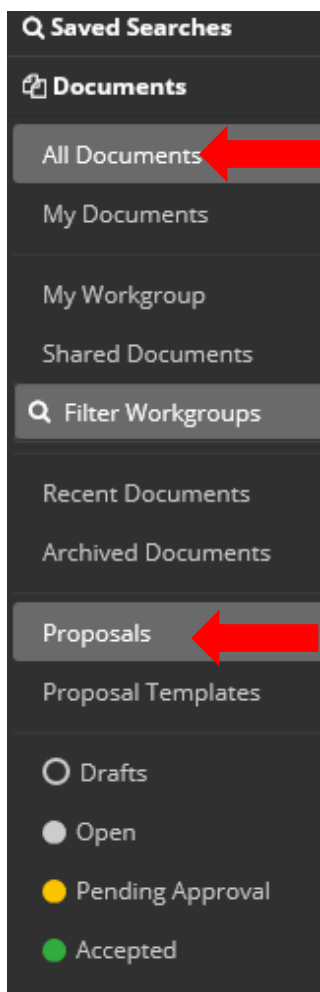 Saved Searches
Documents
All Documents
My Documents
My Workgroup
Shared Documents
Filter Workgroups
Recent Documents
Archived Documents
Proposals
Proposal Templates
Drafts
Open
Pending Approval
Accepted